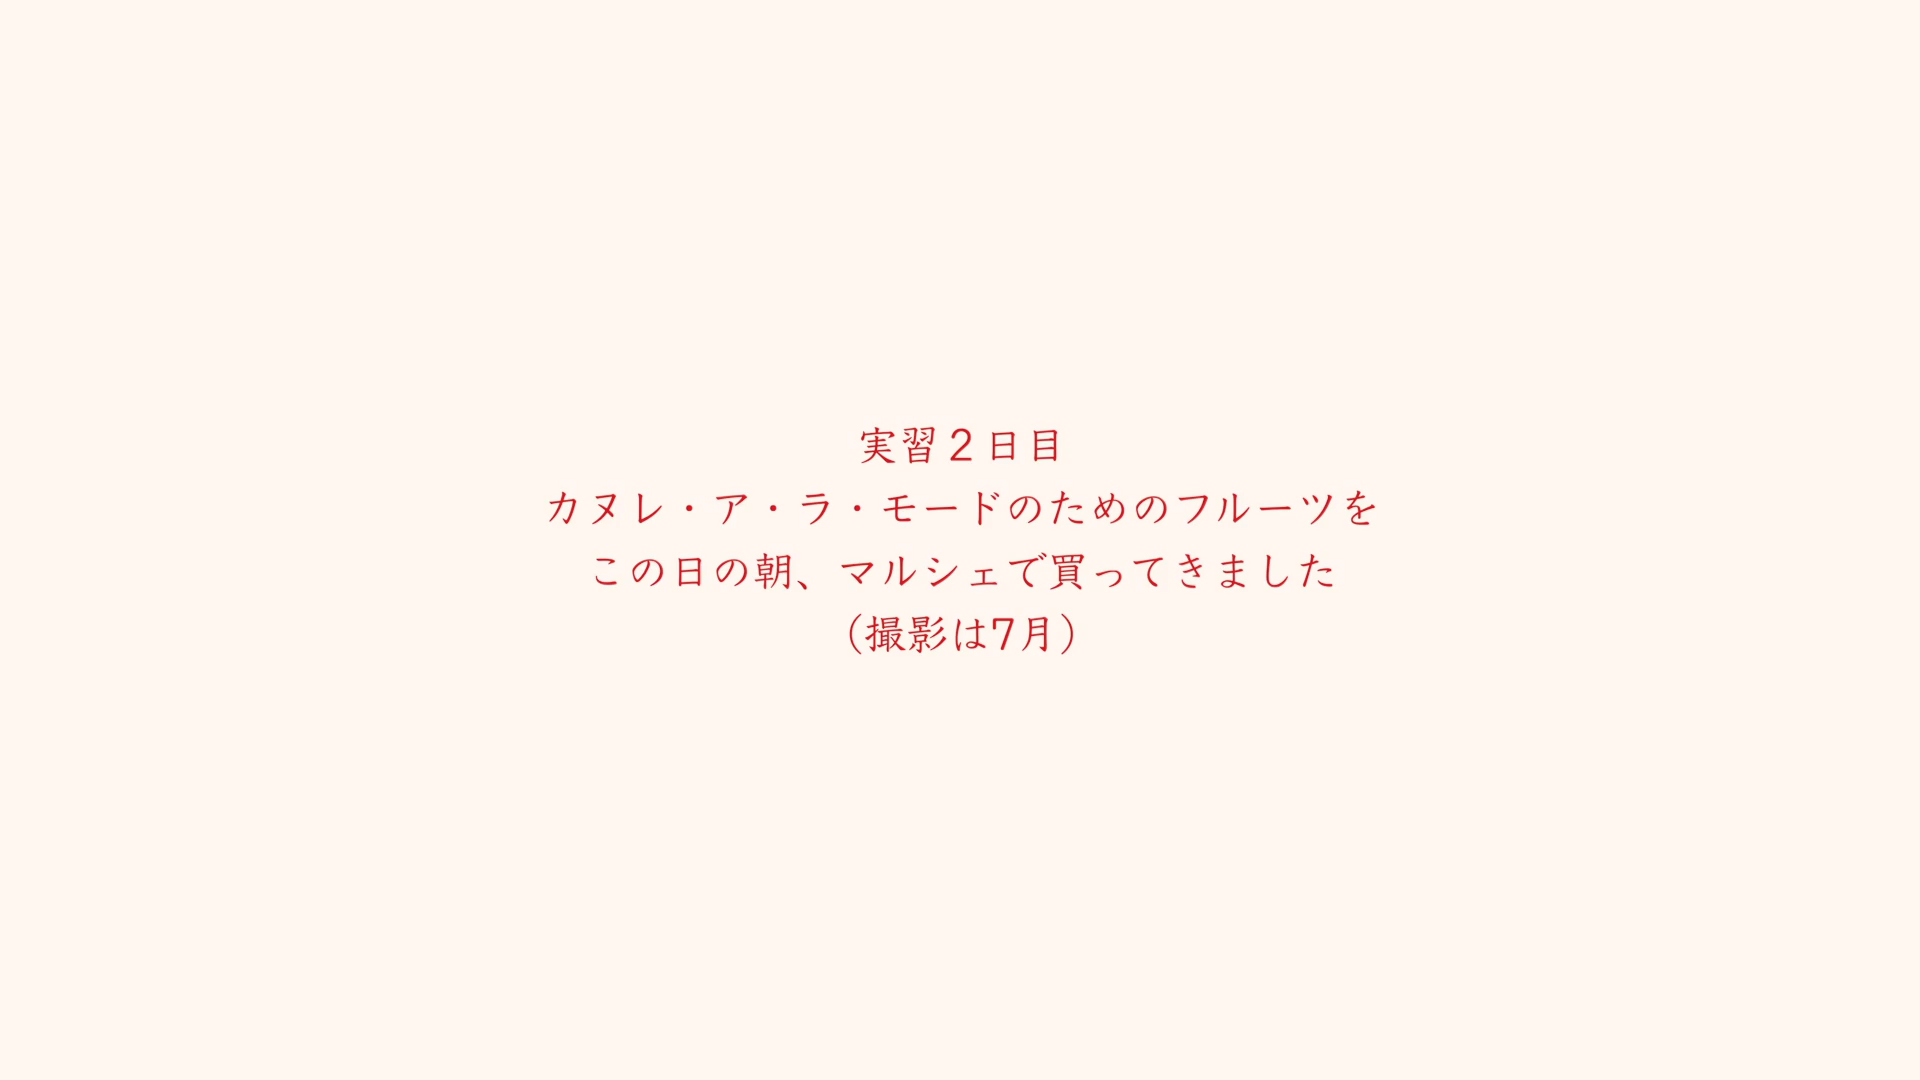 実習２日目
カヌレ・ア・ラ・モードのためのフルーツを
この日の朝、マルシェで買ってきました
（撮影は7月）